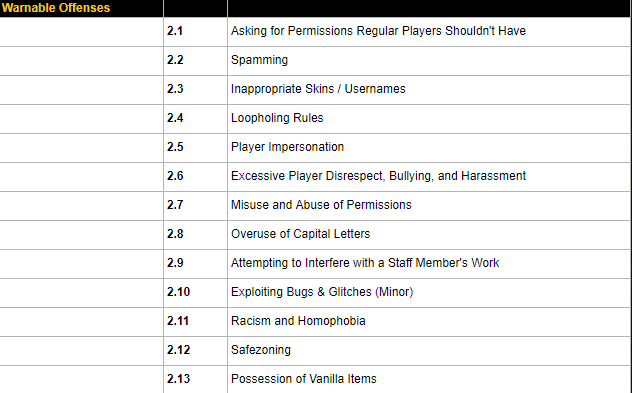 Warnable Offenses
2.1 Asking for Permissions Regular Players Shouldn't Have
2.2 Spamming
2.3 Inappropriate Skins / Usernames
2.4 Loopholing Rules
2.5 Player Impersonation
2.6 Excessive Player Disrespect, Bullying, and Harassment
2.7 Misuse and Abuse of Permissions
2.8 Overuse of Capital Letters
2.9 Attempting to Interfere with a Staff Member's Work
2.10 Exploiting Bugs & Glitches (Minor)
2.11 Racism and Homophobia
2.12 Safezoning
2.13 Possession of Vanilla Items